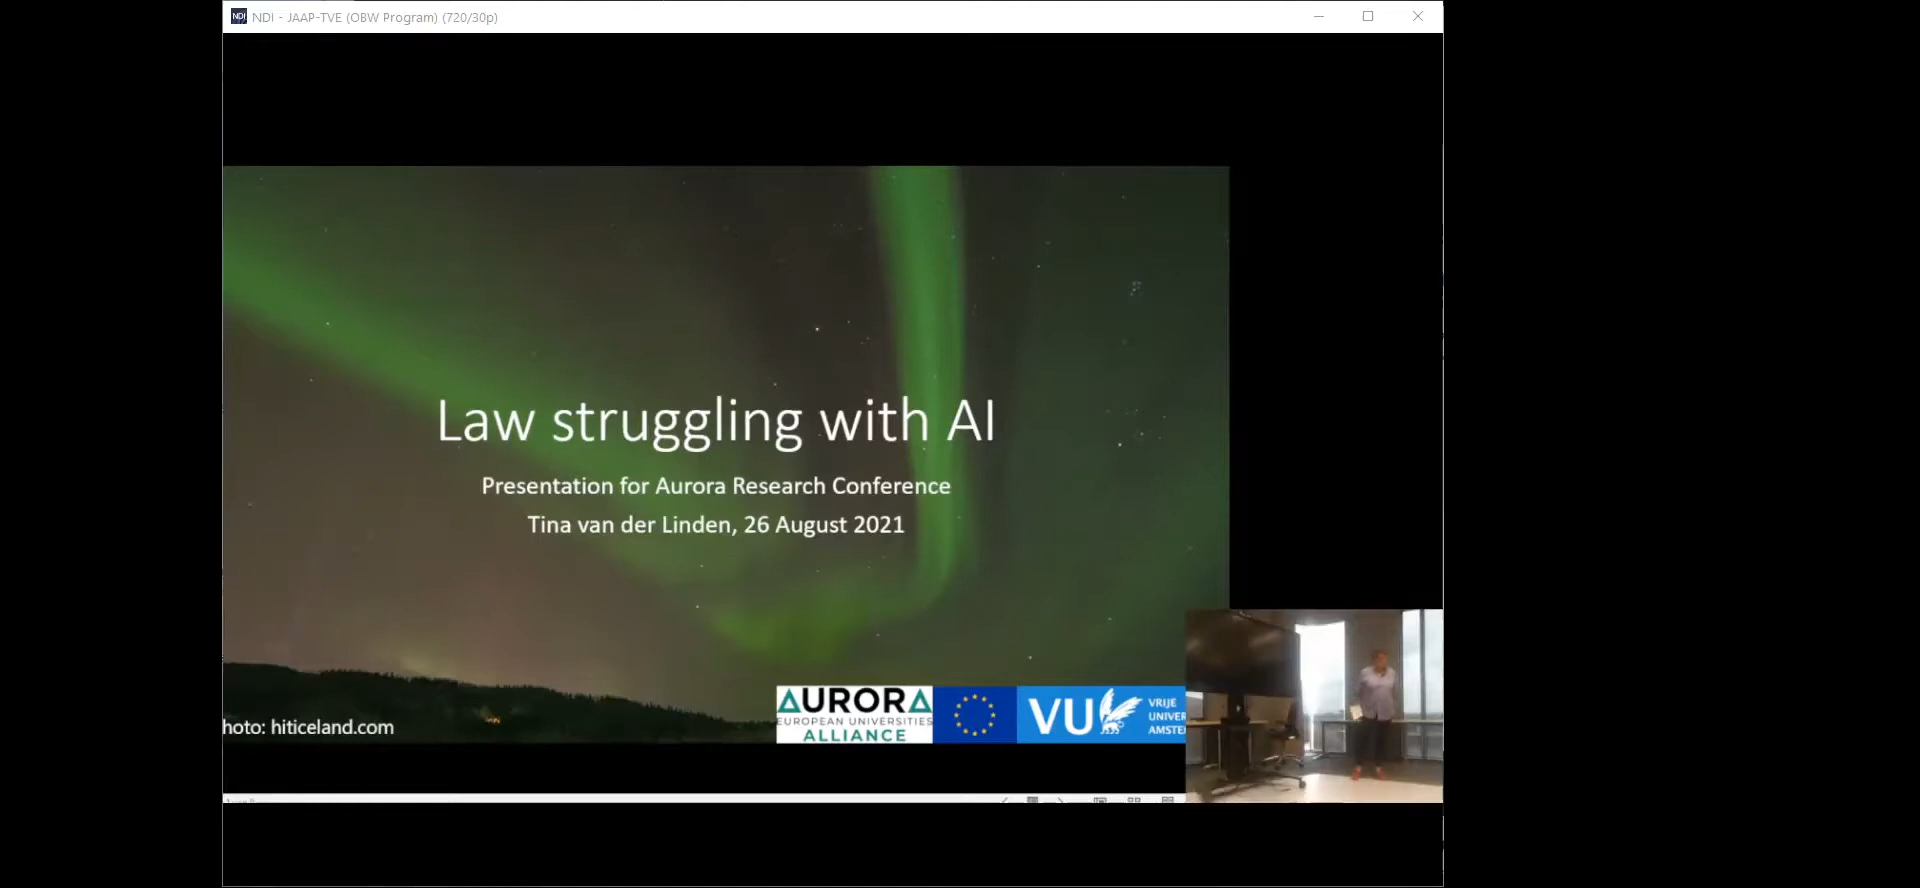 NDI - JAAP-TVE (OBW Program) (720/30p)
Law struggling with AI
Presentation for Aurora Research Conference
Tina van der Linden, 26 August 2021
hoto: hiticeland.com
AURORA
EUROPEAN UNIVERSITIES
ALLIANCE
VU
VRIJE
UNIVER
AMSTE